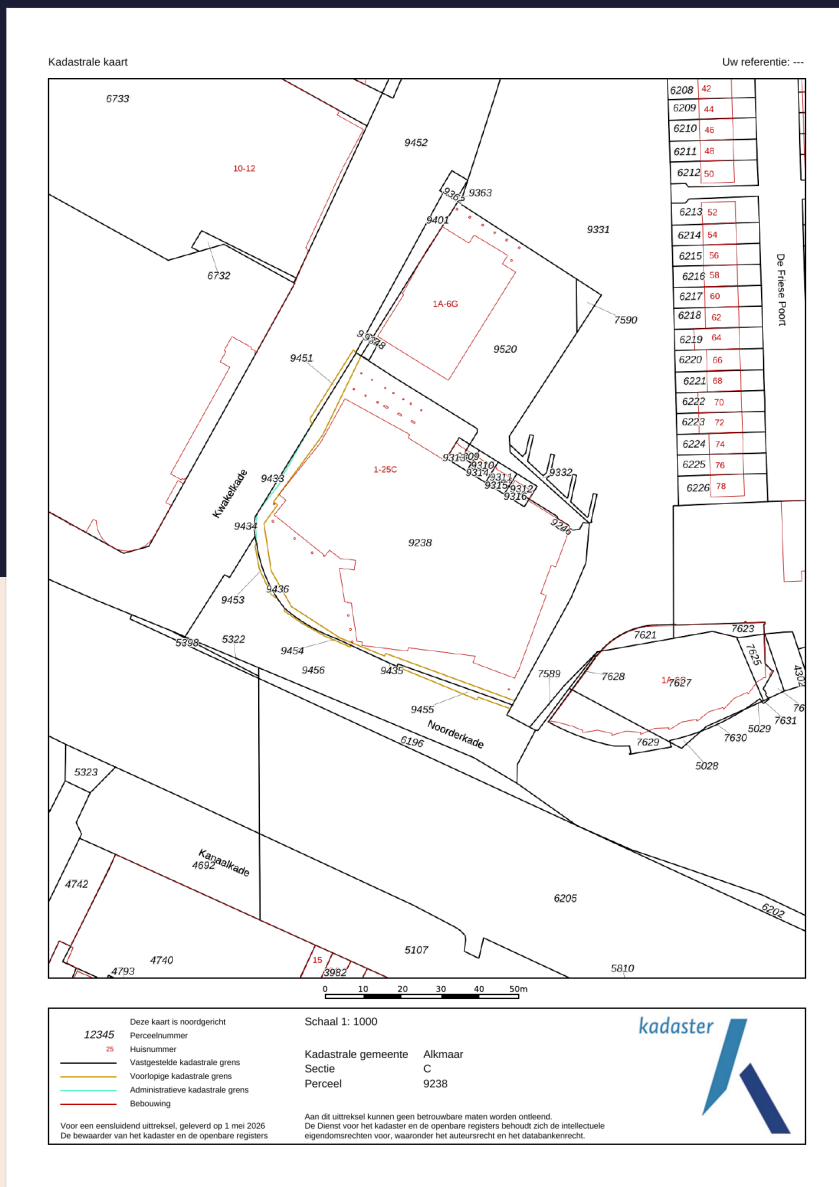 Kadastrale kaart
Uw referentie: ---
6733
10-12
6732
9452
9362
9363
9401
9331
1A-6G
7590
9520
9451
6208 42
6209 44
6210 46
6211 48
6212 50
6213 52
6214 54
6215 56
6216 58
6217 60
6218 62
6219 64
6220 66
6221 68
6222 70
6223 72
6224 74
6225 76
6226 78
De Friese Poort
1-25C
9310
9314
9311
9315
9312
9316
9332
9246
9433
Kwakelkade
9434
9238
9436
9453
5398
5322
9454
9456
9435
9455
Noorderkade
6196
7589
7621
7623
7625
7628
7627
4302
7631
5029
7630
7629
5028
5323
Kanaalkade
4692
4742
4740
4793
15
3982
5107
6205
6202
5810
0 10 20 30 40 50m
Deze kaart is noordgericht
12345 Perceelnummer
25 Huisnummer
Vastgestelde kadastrale grens
Voorlopige kadastrale grens
Administratieve kadastrale grens
Bebouwing
Voor een eensluidend uittreksel, geleverd op 1 mei 2026
De bewaarder van het kadaster en de openbare registers
Schaal 1: 1000
Kadastrale gemeente Alkmaar
Sectie C
Perceel 9238
Aan dit uittreksel kunnen geen betrouwbare maten worden ontleend.
De Dienst voor het kadaster en de openbare registers behoudt zich de intellectuele
eigendomsrechten voor, waaronder het auteursrecht en het databankenrecht.
kadaster